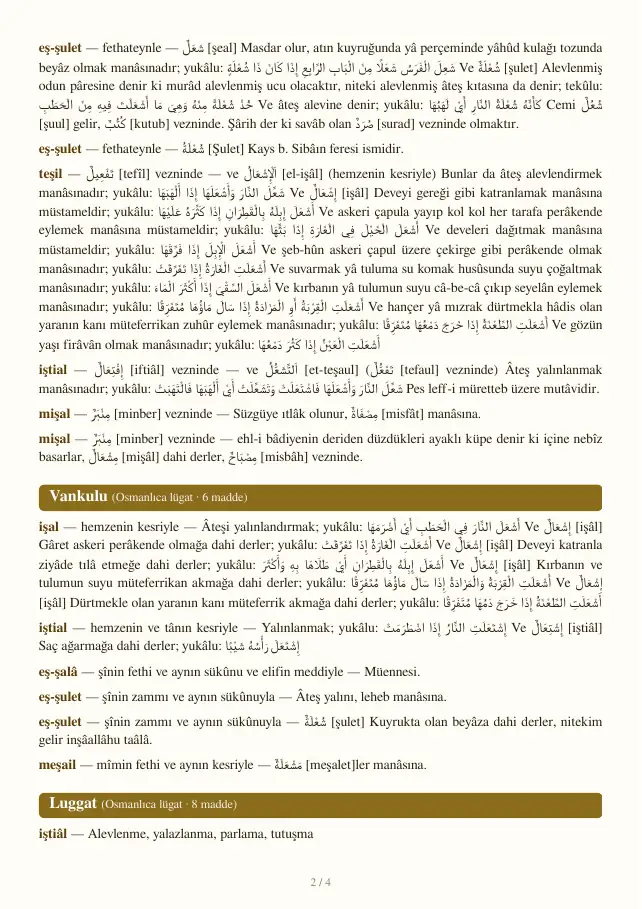 eş-şulet — fethateynle — شَعَلٌ [şeal] Masdar olur, atın kuyruğunda yâ perçeminde yâhûd kulağı tozunda
beyâz olmak manâsınadır; yukâlu: شَعِلَ الْفَرَسُ شَعَلًا مِنَ الْبَابِ الرَّابِعِ إِذَا كَانَ ذَا شُعْلَةٍ Ve شُعْلَةٌ [şulet] Alevlenmiş
odun pâresine denir ki murâd alevlenmiş ucu olacaktır, niteki alevlenmiş âteş kıtasına da denir; tekûlu:
خُذْ شُعْلَةً مِنْهُ وَهِيَ مَا أَشْعَلْتَ فِيهِ مِنَ الْحَطَبِ Ve âteş alevine denir; yukâlu: كَأَنَّهُ شُعْلَةُ النَّارِ أَيْ لَهَبُهَا Cemi شُعُلٌ
[şuul] gelir, كُتُبٌ [kutub] vezninde. Şârih der ki savâb olan صُرَدٌ [surad] vezninde olmaktır.
eş-şulet — fethateynle — شُعْلَةُ [Şulet] Kays b. Sibâın feresi ismidir.
teşil — تَفْعِيلٌ [tefîl] vezninde — ve اَلْإِشْعَالُ [el-işâl] (hemzenin kesriyle) Bunlar da âteş alevlendirmek
manâsınadır; yukâlu: شَعَّلَ النَّارَ وَأَشْعَلَهَا إِذَا أَلْهَبَهَا Ve إِشْعَالٌ [işâl] Deveyi gereği gibi katranlamak manâsına
müstameldir; yukâlu: أَشْعَلَ إِبِلَهُ بِالْقَطِرَانِ إِذَا كَثَّرَهُ عَلَيْهَا Ve askeri çapula yayıp kol kol her tarafa perâkende
eylemek manâsına müstameldir; yukâlu: أَشْعَلَ الْخَيْلَ فِي الْغَارَةِ إِذَا بَثَّهَا Ve develeri dağıtmak manâsına
müstameldir; yukâlu: أَشْعَلَ الْإِبِلَ إِذَا فَرَّقَهَا Ve şeb-hûn askeri çapul üzere çekirge gibi perâkende olmak
manâsınadır; yukâlu: أَشْعَلَتِ الْغَارَةُ إِذَا تَفَرَّقَتْ Ve suvarmak yâ tuluma su komak husûsunda suyu çoğaltmak
manâsınadır; yukâlu: أَشْعَلَ السَّقْيَ إِذَا أَكْثَرَ الْمَاءَ Ve kırbanın yâ tulumun suyu câ-be-câ çıkıp seyelân eylemek
manâsınadır; yukâlu: أَشْعَلَتِ الْقِرْبَةُ أَوِ الْمَزَادَةُ إِذَا سَالَ مَاؤُهَا مُتَفَرِّقًا Ve hançer yâ mızrak dürtmekla hâdis olan
yaranın kanı müteferrikan zuhûr eylemek manâsınadır; yukâlu: أَشْعَلَتِ الطَّعْنَةُ إِذَا خَرَجَ دَمُهَا مُتَفَرِّقًا Ve gözün
yaşı firâvân olmak manâsınadır; yukâlu: أَشْعَلَتِ الْعَيْنُ إِذَا كَثُرَ دَمْعُهَا
iştial — إِفْتِعَالٌ [iftiâl] vezninde — ve اَلتَّشَعُّلُ [et-teşaul] (تَفَعُّلٌ [tefaul] vezninde) Âteş yalınlanmak
manâsınadır; yukâlu: شَعَّلَ النَّارَ وَأَشْعَلَهَا فَاشْتَعَلَتْ وَتَشَعَّلَتْ أَيْ أَلْهَبَهَا فَالْتَهَبَتْ Pes leff-i müretteb üzere mutâvidir.
mişal — مِنْبَرٌ [minber] vezninde — Süzgüye ıtlâk olunur, مِصْفَاةٌ [misfât] manâsına.
mişal — مِنْبَرٌ [minber] vezninde — ehl-i bâdiyenin deriden düzdükleri ayaklı küpe denir ki içine nebîz
basarlar, مِشْعَالٌ [mişâl] dahi derler, مِصْبَاحٌ [misbâh] vezninde.
Vankulu (Osmanlıca lügat · 6 madde)
işal — hemzenin kesriyle — Âteşi yalınlandırmak; yukâlu: أَشْعَلَ النَّارَ فِي الْحَطَبِ أَيْ أَضْرَمَهَا Ve إِشْعَالٌ [işâl]
Gâret askeri perâkende olmağa dahi derler; yukâlu: أَشْعَلَتِ الْغَارَةُ إِذَا تَفَرَّقَتْ Ve إِشْعَالٌ [işâl] Deveyi katranla
ziyâde tılâ etmeğe dahi derler; yukâlu: أَشْعَلَ إِبِلَهُ بِالْقَطِرَانِ أَيْ طَلَاهَا بِهِ وَأَكْثَرَ Ve إِشْعَالٌ [işâl] Kırbanın ve
tulumun suyu müteferrikan akmağa dahi derler; yukâlu: أَشْعَلَتِ الْقِرْبَةُ وَالْمَزَادَةُ إِذَا سَالَ مَاؤُهَا مُتَفَرِّقًا Ve إِشْعَالٌ
[işâl] Dürtmekle olan yaranın kanı müteferrik akmağa dahi derler; yukâlu: أَشْعَلَتِ الطَّعْنَةُ إِذَا خَرَجَ دَمُهَا مُتَفَرِّقًا
iştial — hemzenin ve tânın kesriyle — Yalınlanmak; yukâlu: إِشْتَعَلَتِ النَّارُ إِذَا اضْطَرَمَتْ Ve إِشْتِعَالٌ [iştiâl]
Saç ağarmağa dahi derler; yukâlu: إِشْتَعَلَ رَأْسُهُ شَيْبًا
eş-şalâ — şînin fethi ve aynın sükûnu ve elifin meddiyle — Müennesi.
eş-şulet — şînin zammı ve aynın sükûnuyla — Âteş yalını, leheb manâsına.
eş-şulet — şînin zammı ve aynın sükûnuyla — شُعْلَةٌ [şulet] Kuyrukta olan beyâza dahi derler, nitekim
gelir inşâallâhu taâlâ.
meşail — mîmin fethi ve aynın kesriyle — مَشْعَلَةٌ [meşalet]ler manâsına.
Luggat (Osmanlıca lügat · 8 madde)
iştiâl — Alevlenme, yalazlanma, parlama, tutuşma
2 / 4